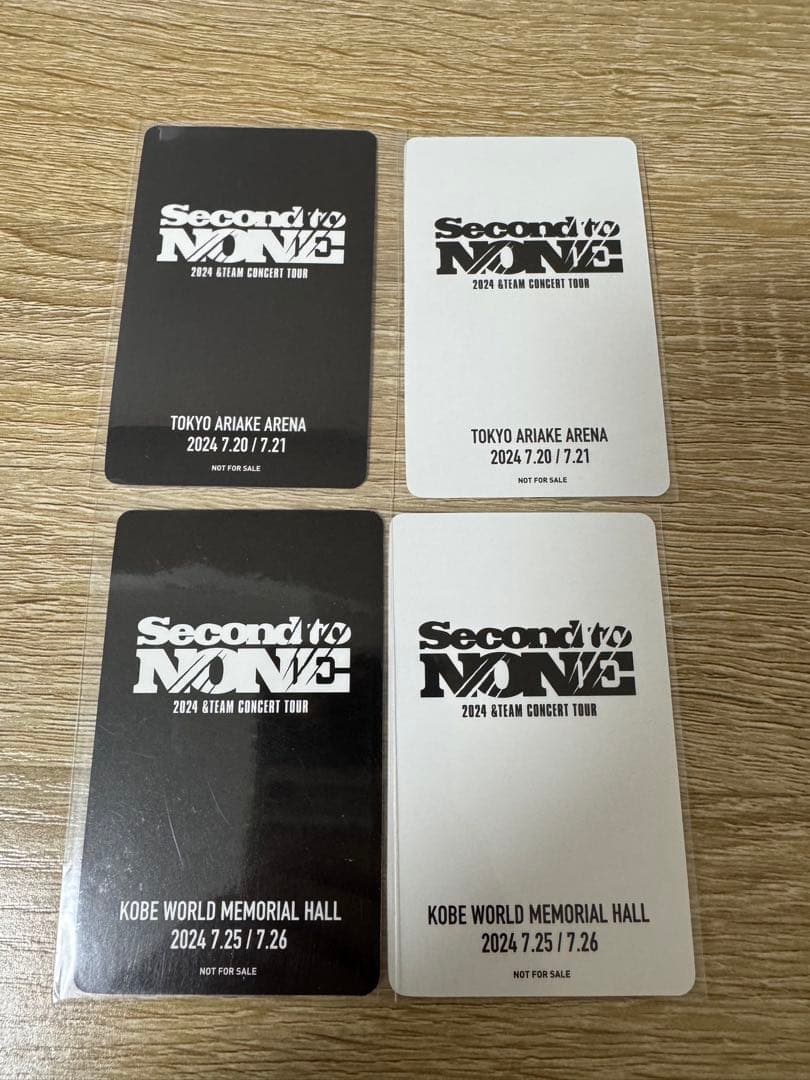 Second to
NONE
2024 &TEAM CONCERT TOUR
TOKYO ARIAKE ARENA
2024 7.20 / 7.21
NOT FOR SALE
Second to
NONE
2024 &TEAM CONCERT TOUR
TOKYO ARIAKE ARENA
2024 7.20 / 7.21
NOT FOR SALE
Second to
NONE
2024 &TEAM CONCERT TOUR
KOBE WORLD MEMORIAL HALL
2024 7.25 / 7.26
NOT FOR SALE
Second to
NONE
2024 &TEAM CONCERT TOUR
KOBE WORLD MEMORIAL HALL
2024 7.25 / 7.26
NOT FOR SALE